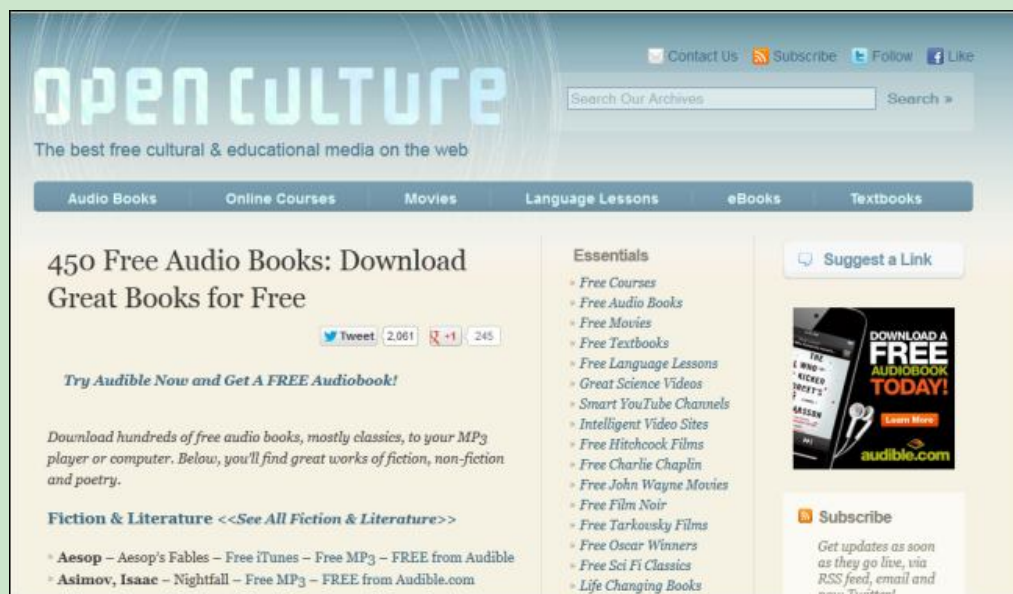 Contact Us Subscribe Follow Like
OPEN CULTURE
Search Our Archives Search »
The best free cultural & educational media on the web
Audio Books Online Courses Movies Language Lessons eBooks Textbooks
450 Free Audio Books: Download
Great Books for Free
Tweet 2,061 +1 245
Try Audible Now and Get A FREE Audiobook!
Download hundreds of free audio books, mostly classics, to your MP3
player or computer. Below, you'll find great works of fiction, non-fiction
and poetry.
Fiction & Literature <<See All Fiction & Literature>>
Aesop – Aesop's Fables – Free iTunes – Free MP3 – FREE from Audible
Asimov, Isaac – Nightfall – Free MP3 – FREE from Audible.com
Essentials
» Free Courses
» Free Audio Books
» Free Movies
» Free Textbooks
» Free Language Lessons
» Great Science Videos
» Smart YouTube Channels
» Intelligent Video Sites
» Free Hitchcock Films
» Free Charlie Chaplin
» Free John Wayne Movies
» Free Film Noir
» Free Tarkovsky Films
» Free Oscar Winners
» Free Sci Fi Classics
» Life Changing Books
Suggest a Link
DOWNLOAD A
FREE
AUDIOBOOK
TODAY!
Learn More
audible.com
THE
WHO
KICKER
Subscribe
Get updates as soon
as they go live, via
RSS feed, email and
now Twitter!